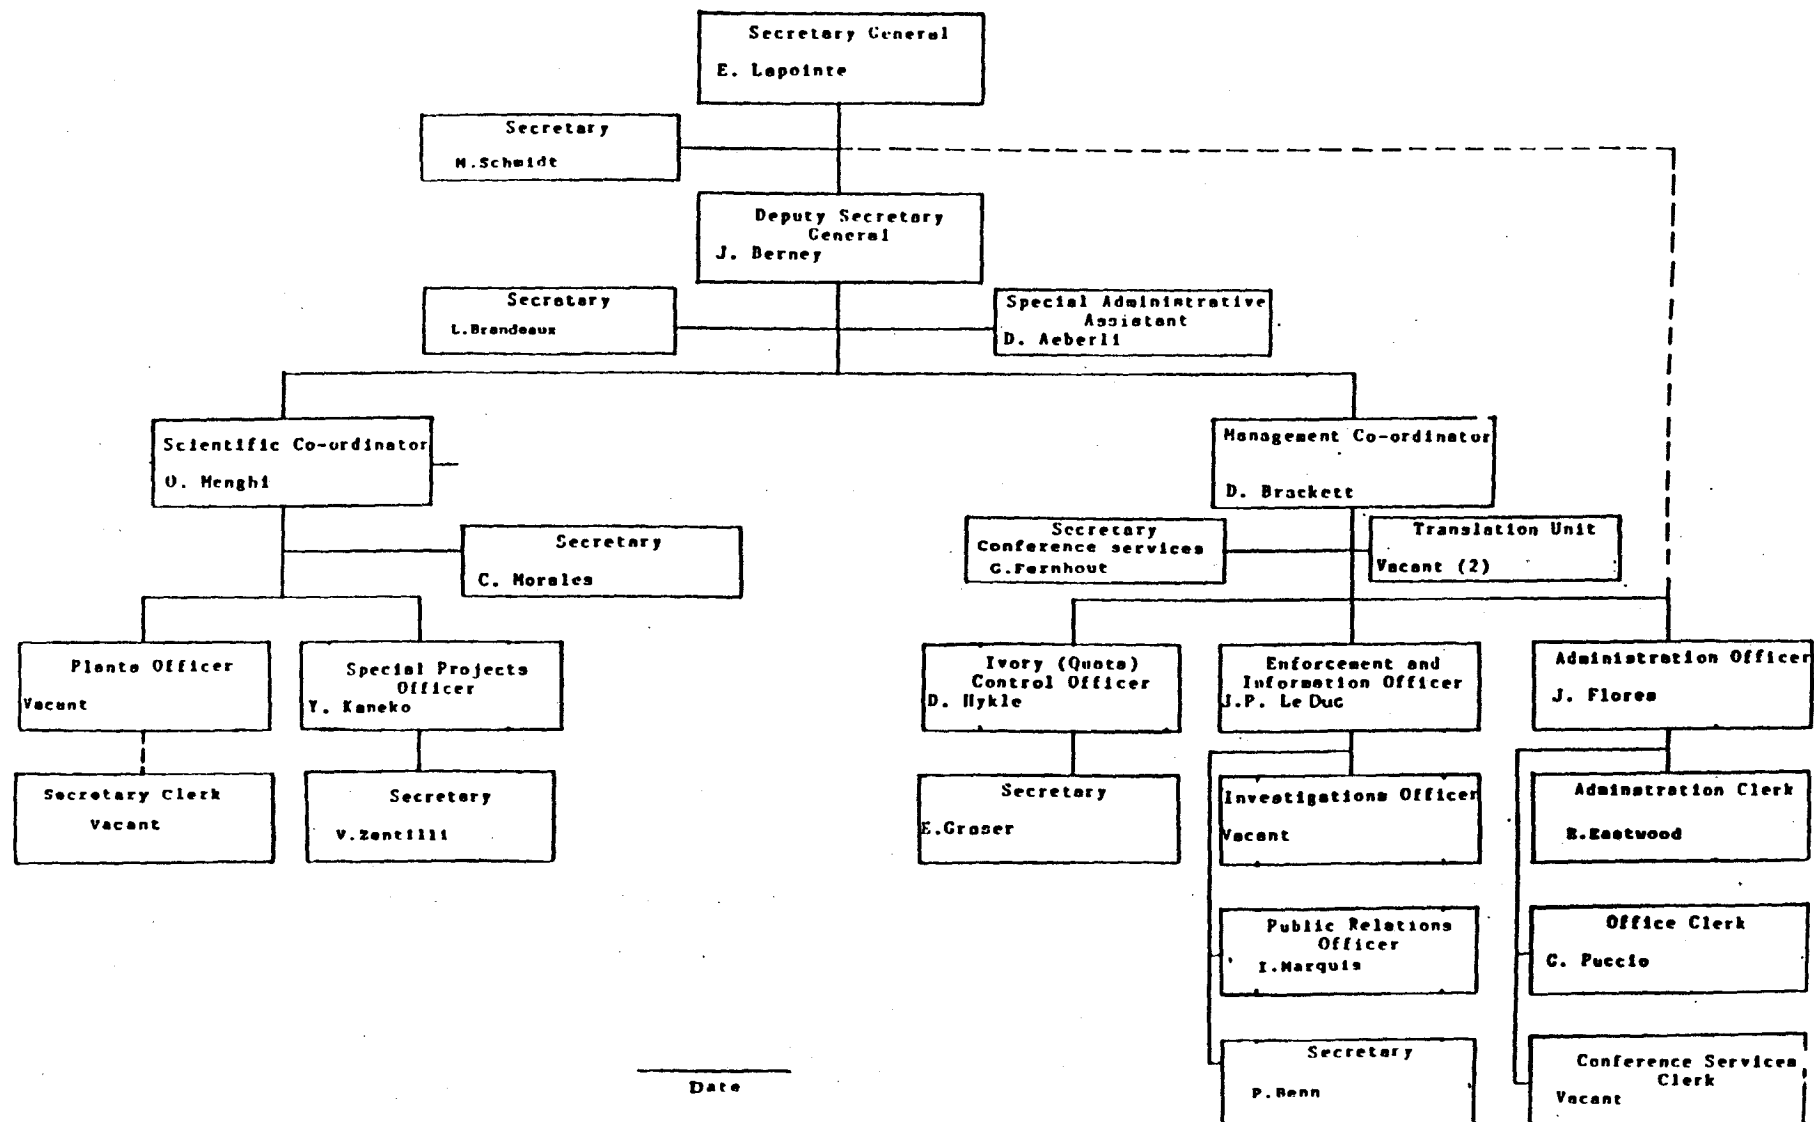 Secretary General
E. Lapointe
Secretary
M.Schmidt
Deputy Secretary
General
J. Berney
Secretary
L.Brandeaux
Special Administrative
Assistant
D. Aeberli
Scientific Co-ordinator
O. Menghi
Management Co-ordinator
D. Brackett
Secretary
C. Morales
Secretary
Conference services
G.Fernhout
Translation Unit
Vacant (2)
Plants Officer
Vacant
Special Projects
Officer
Y. Kaneko
Ivory (Quota)
Control Officer
D. Hykle
Enforcement and
Information Officer
J.P. Le Duc
Administration Officer
J. Flores
Secretary Clerk
Vacant
Secretary
V.Zentilli
Secretary
E.Groser
Investigations Officer
Vacant
Adminstration Clerk
R.Eastwood
Public Relations
Officer
I.Marquis
Office Clerk
C. Puccio
Secretary
P.Benn
Conference Services
Clerk
Vacant
Date